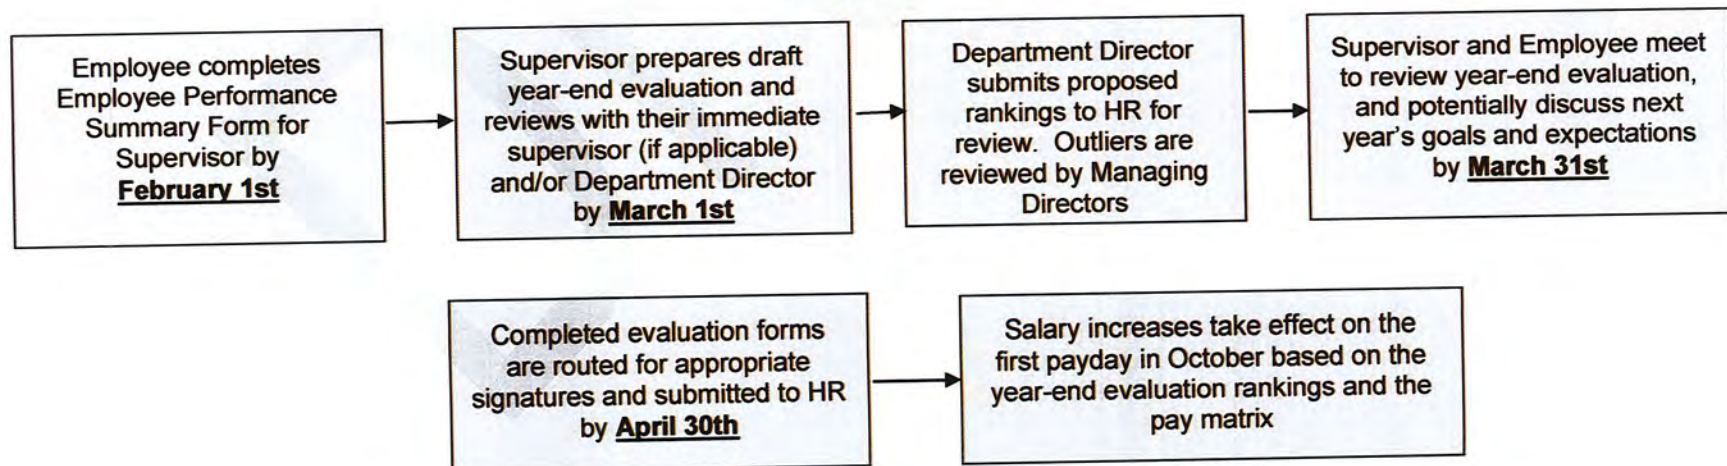 Employee completes
Employee Performance
Summary Form for
Supervisor by
February 1st
Supervisor prepares draft
year-end evaluation and
reviews with their immediate
supervisor (if applicable)
and/or Department Director
by March 1st
Department Director
submits proposed
rankings to HR for
review.  Outliers are
reviewed by Managing
Directors
Supervisor and Employee meet
to review year-end evaluation,
and potentially discuss next
year's goals and expectations
by March 31st
Completed evaluation forms
are routed for appropriate
signatures and submitted to HR
by April 30th
Salary increases take effect on the
first payday in October based on the
year-end evaluation rankings and the
pay matrix